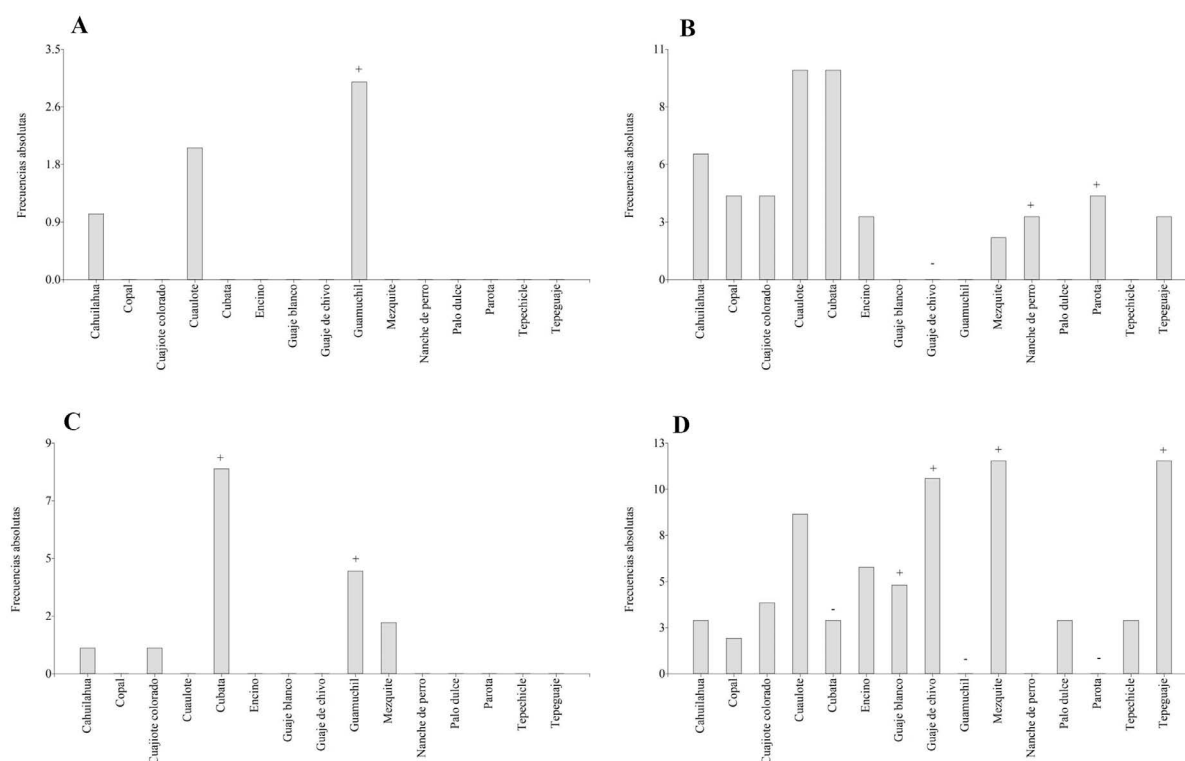 A
Frecuencias absolutas
3.5
2.6
1.8
0.9
0.0
+
Cahuilahua
Copal
Cuajiote colorado
Cuaulote
Cubata
Encino
Guaje blanco
Guaje de chivo
Guamuchil
Mezquite
Nanche de perro
Palo dulce
Parota
Tepechicle
Tepeguaje
B
Frecuencias absolutas
11
8
6
3
0
-
+
+
Cahuilahua
Copal
Cuajiote colorado
Cuaulote
Cubata
Encino
Guaje blanco
Guaje de chivo
Guamuchil
Mezquite
Nanche de perro
Palo dulce
Parota
Tepechicle
Tepeguaje
C
Frecuencias absolutas
9
7
5
2
0
+
+
Cahuilahua
Copal
Cuajiote colorado
Cuaulote
Cubata
Encino
Guaje blanco
Guaje de chivo
Guamuchil
Mezquite
Nanche de perro
Palo dulce
Parota
Tepechicle
Tepeguaje
D
Frecuencias absolutas
13
10
8
5
3
0
-
+
+
-
+
-
+
Cahuilahua
Copal
Cuajiote colorado
Cuaulote
Cubata
Encino
Guaje blanco
Guaje de chivo
Guamuchil
Mezquite
Nanche de perro
Palo dulce
Parota
Tepechicle
Tepeguaje